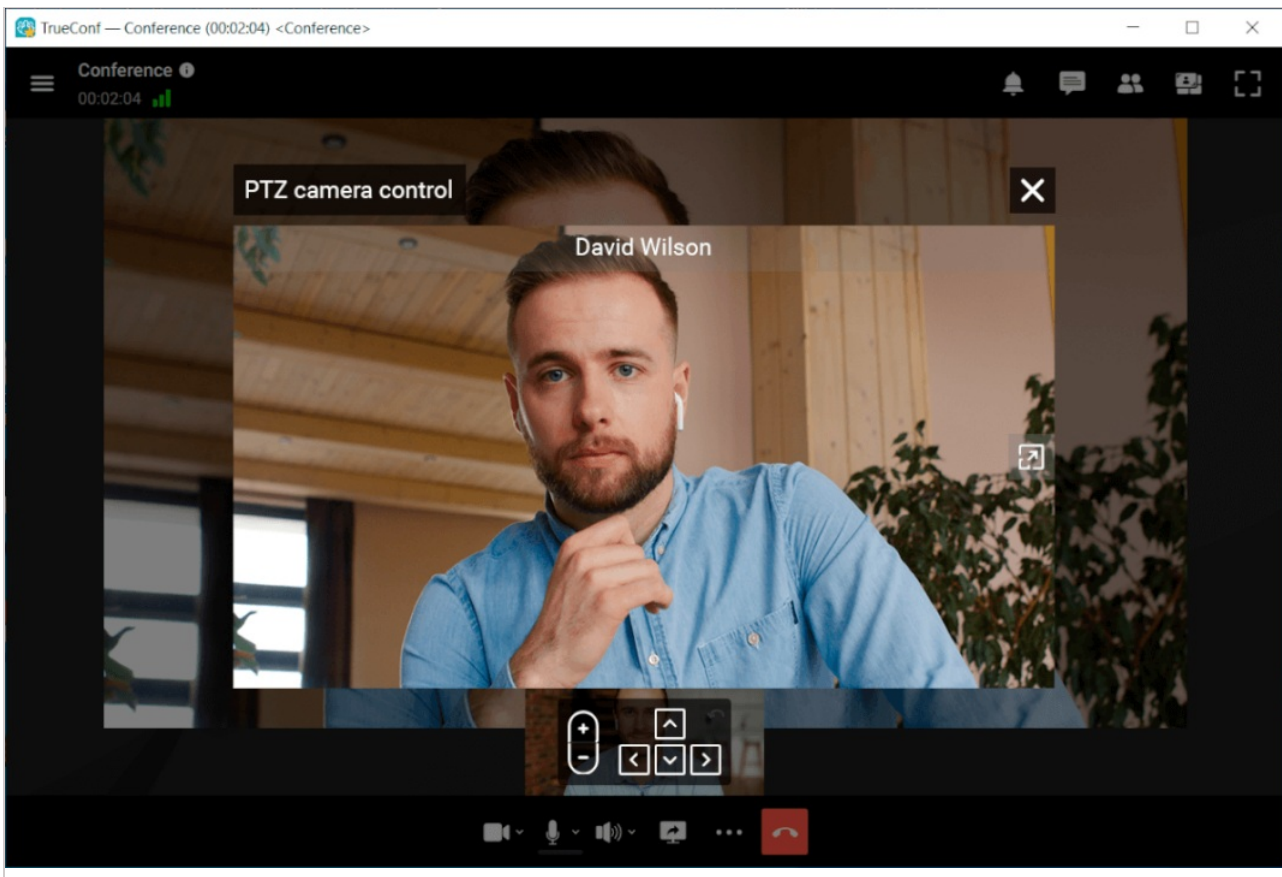 TrueConf — Conference (00:02:04) <Conference>
Conference
00:02:04
PTZ camera control
David Wilson